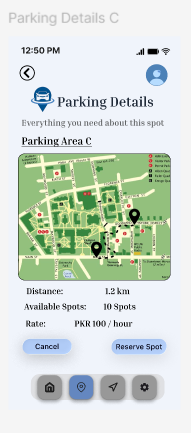 Parking Details C
12:50 PM
Parking Details
Everything you need about this spot
Parking Area C
Distance: 1.2 km
Available Spots: 10 Spots
Rate: PKR 100 / hour
Cancel Reserve Spot